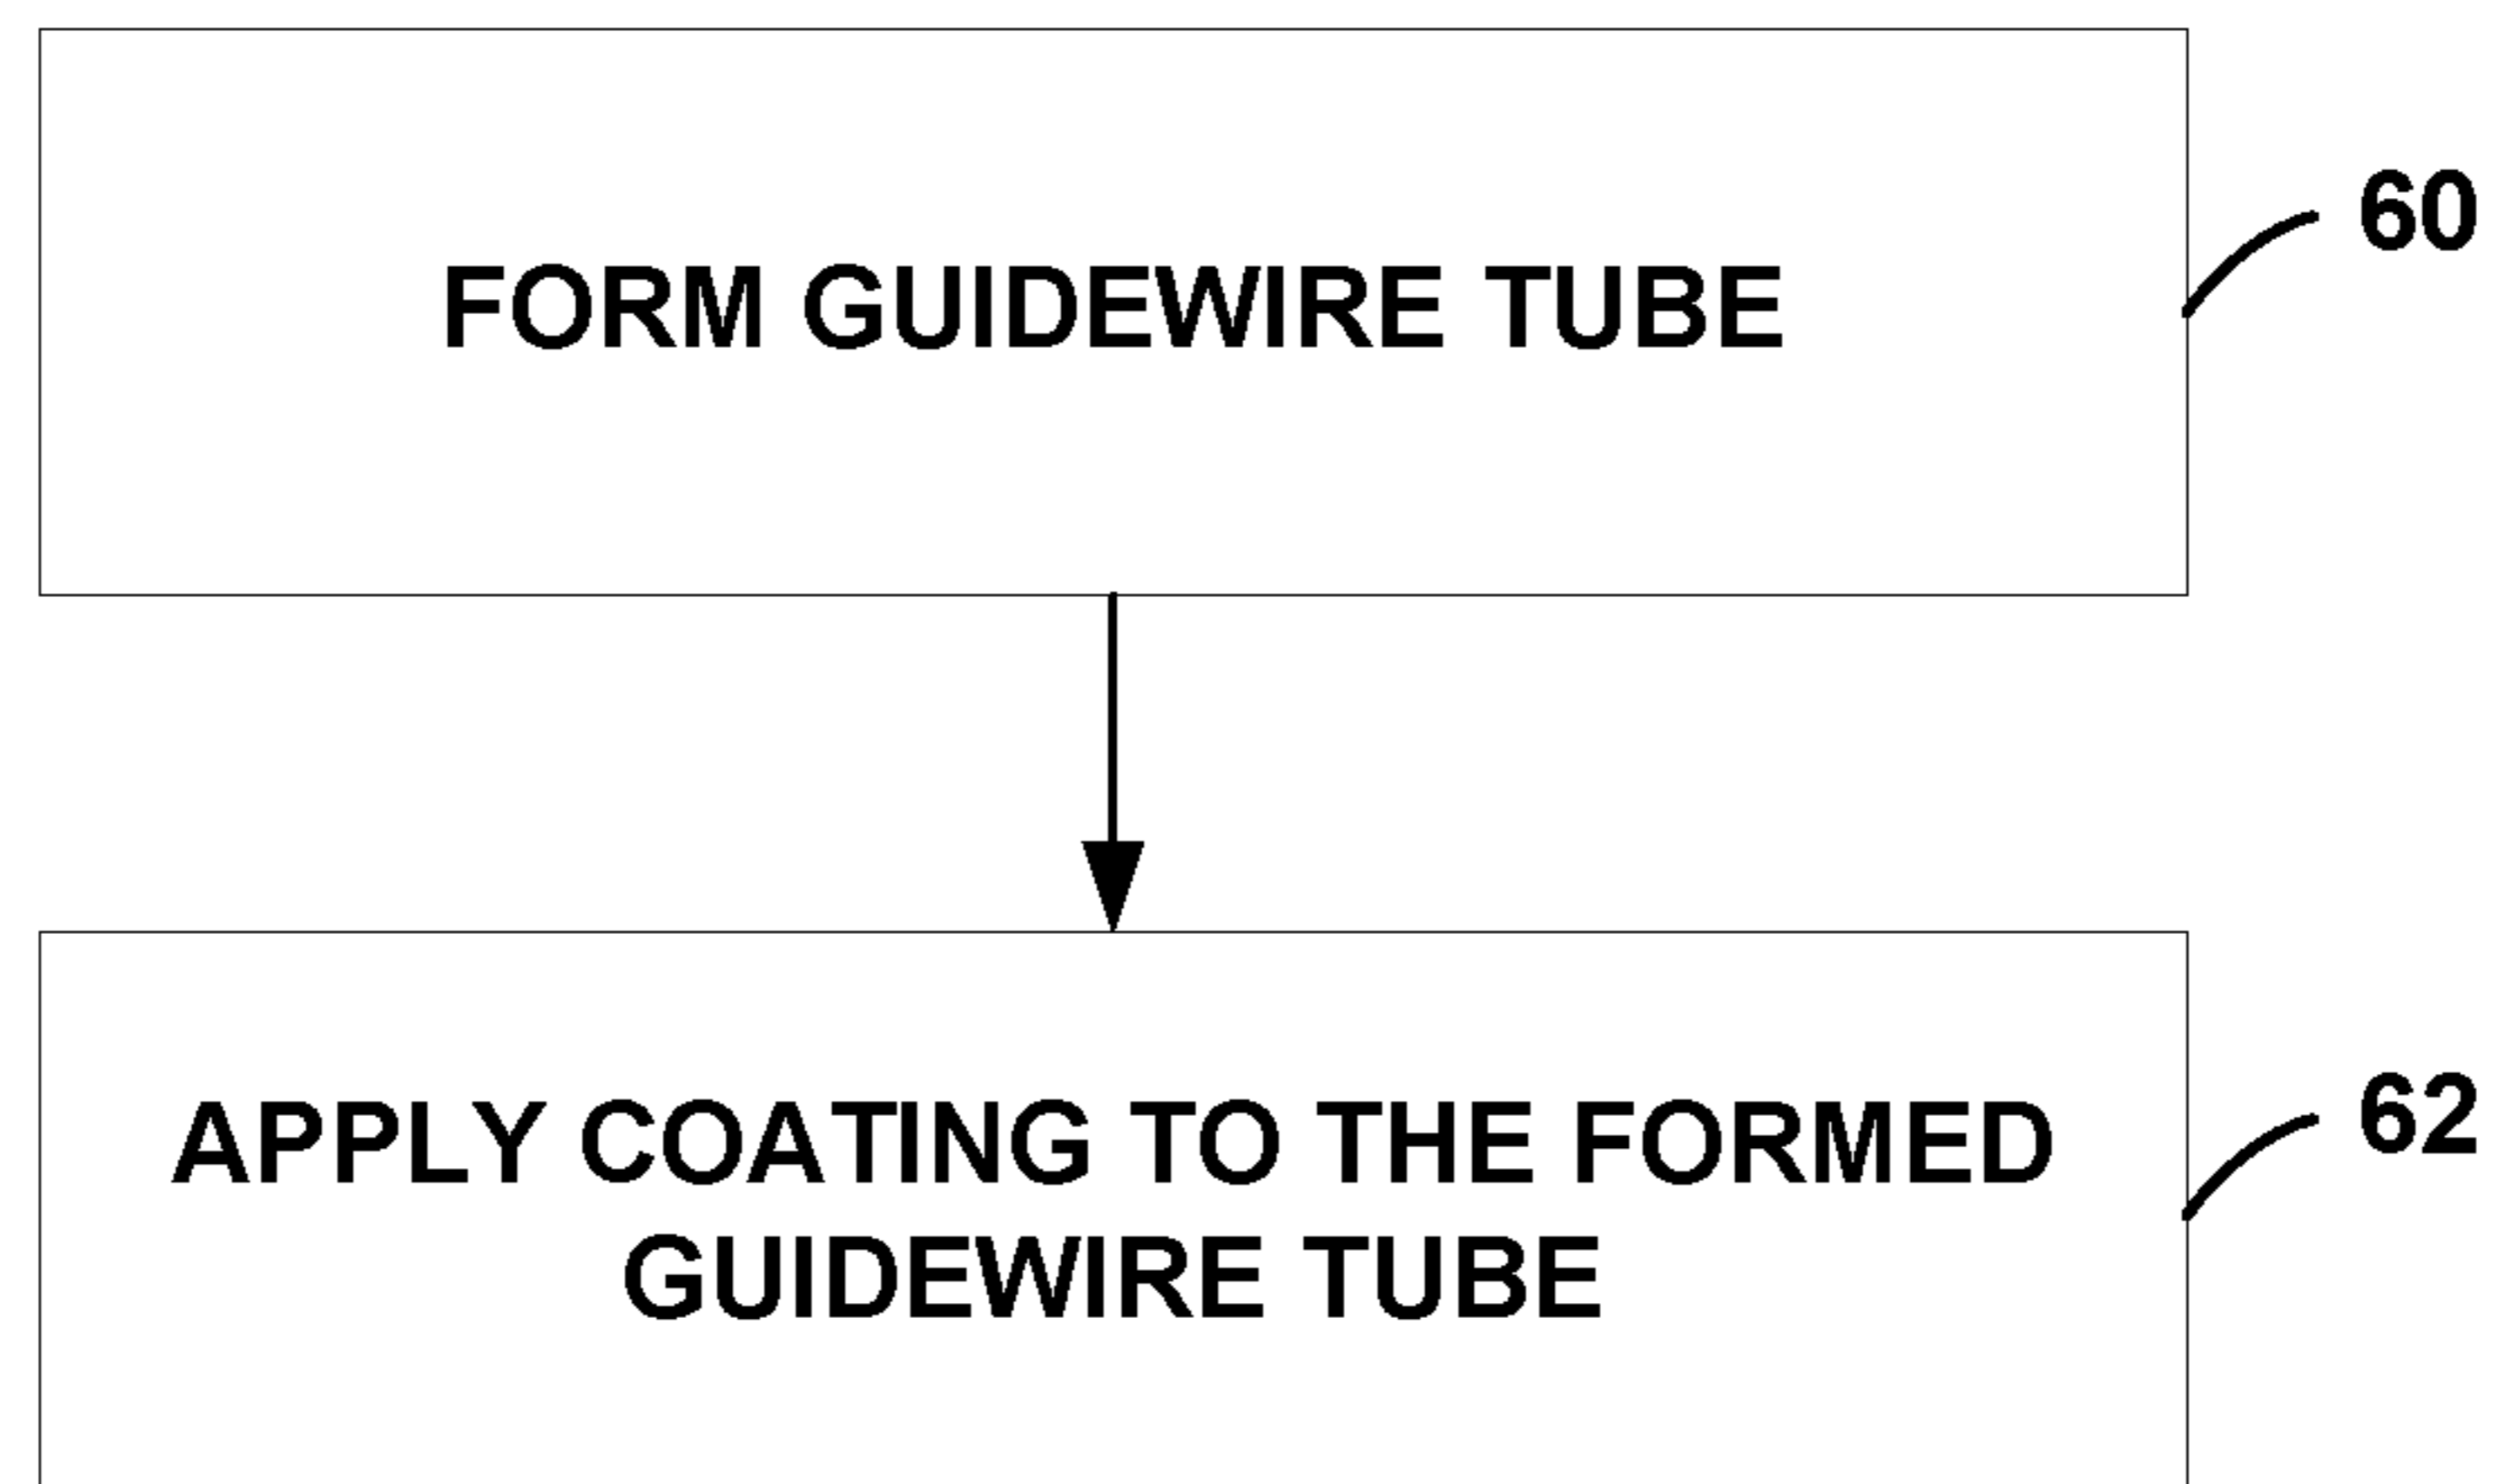 FORM GUIDEWIRE TUBE
60
APPLY COATING TO THE FORMED
GUIDEWIRE TUBE
62